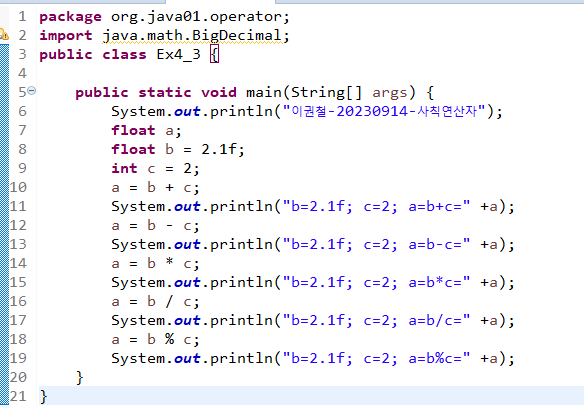 1 package org.java01.operator;
2 import java.math.BigDecimal;
3 public class Ex4_3 {
4
5 public static void main(String[] args) {
6 System.out.println("이권철-20230914-사칙연산자");
7 float a;
8 float b = 2.1f;
9 int c = 2;
10 a = b + c;
11 System.out.println("b=2.1f; c=2; a=b+c=" +a);
12 a = b - c;
13 System.out.println("b=2.1f; c=2; a=b-c=" +a);
14 a = b * c;
15 System.out.println("b=2.1f; c=2; a=b*c=" +a);
16 a = b / c;
17 System.out.println("b=2.1f; c=2; a=b/c=" +a);
18 a = b % c;
19 System.out.println("b=2.1f; c=2; a=b%c=" +a);
20 }
21 }